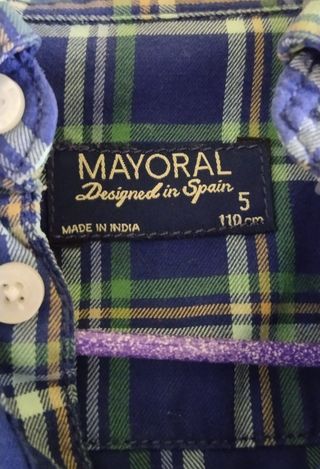 MAYORAL
Designed in Spain
5
MADE IN INDIA 110 cm